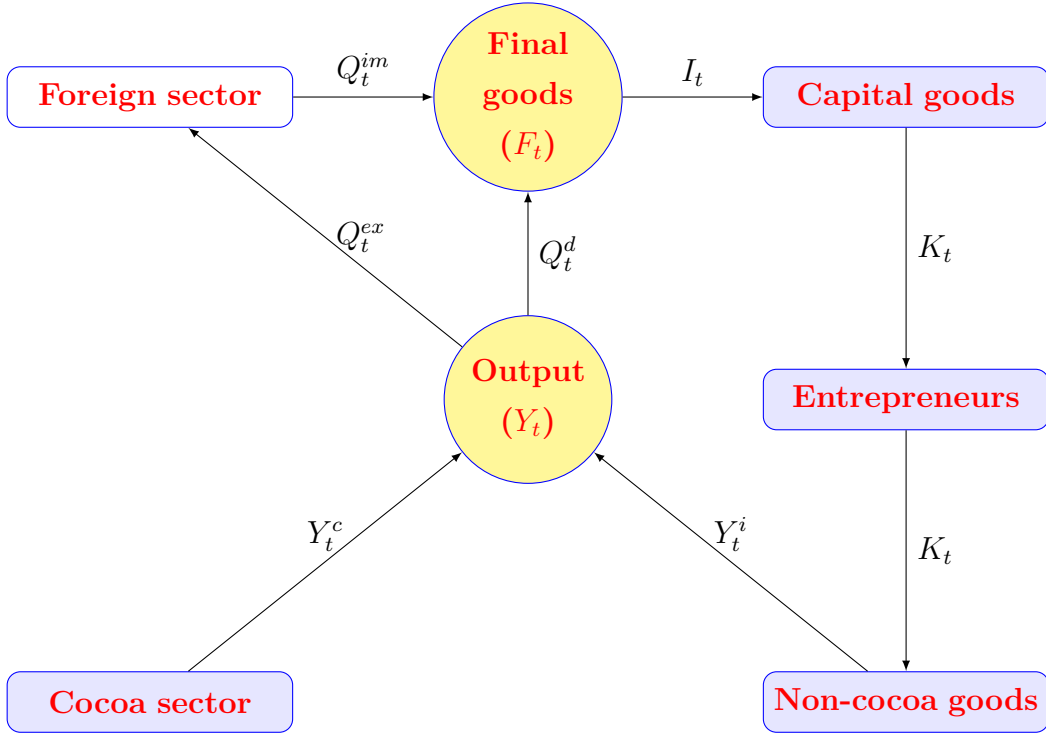 Foreign sector
Q_t^{im}
Final
goods
(F_t)
I_t
Capital goods
Q_t^{ex}
Q_t^d
K_t
Output
(Y_t)
Entrepreneurs
Y_t^c
Y_t^i
K_t
Cocoa sector
Non-cocoa goods